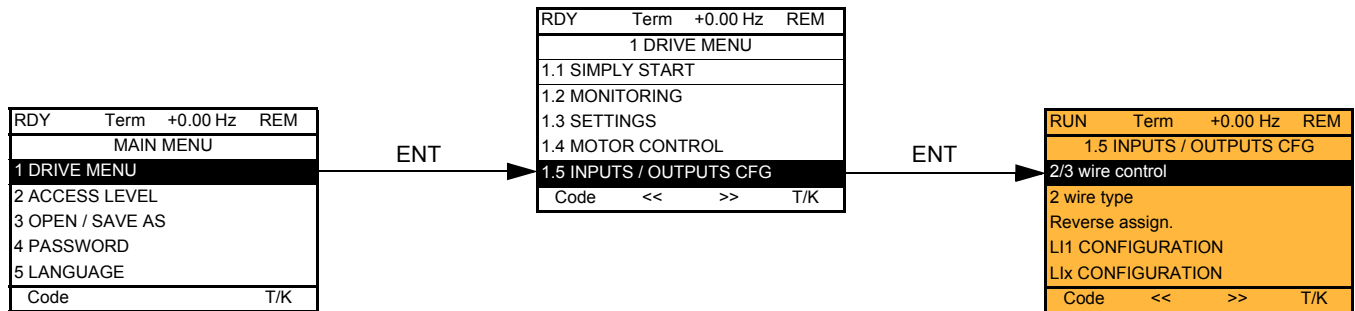 RDY Term +0.00 Hz REM
MAIN MENU
1 DRIVE MENU
2 ACCESS LEVEL
3 OPEN / SAVE AS
4 PASSWORD
5 LANGUAGE
Code T/K
ENT
RDY Term +0.00 Hz REM
1 DRIVE MENU
1.1 SIMPLY START
1.2 MONITORING
1.3 SETTINGS
1.4 MOTOR CONTROL
1.5 INPUTS / OUTPUTS CFG
Code << >> T/K
ENT
RUN Term +0.00 Hz REM
1.5 INPUTS / OUTPUTS CFG
2/3 wire control
2 wire type
Reverse assign.
LI1 CONFIGURATION
LIx CONFIGURATION
Code << >> T/K